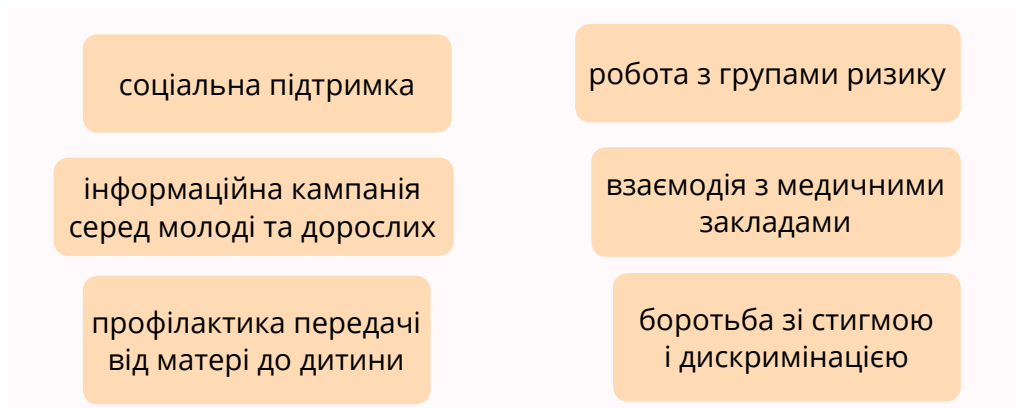 соціальна підтримка
робота з групами ризику
інформаційна кампанія
серед молоді та дорослих
взаємодія з медичними
закладами
профілактика передачі
від матері до дитини
боротьба зі стигмою
і дискримінацією